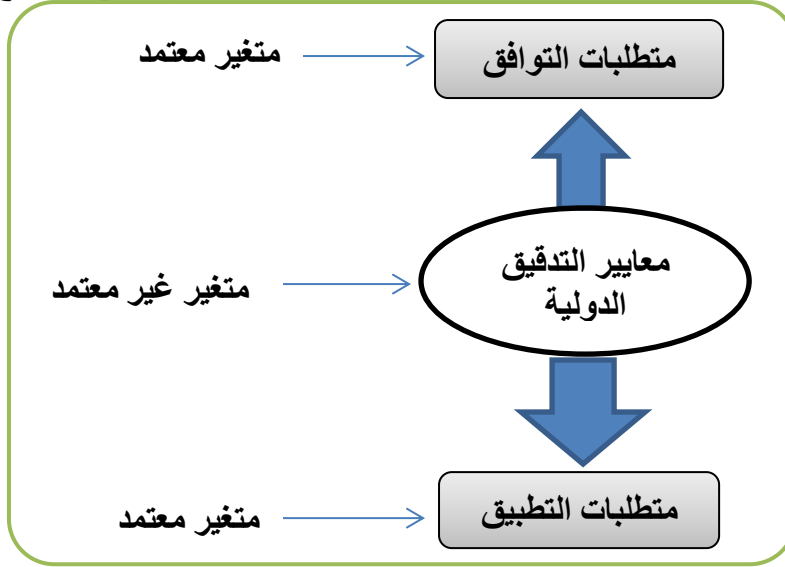 متطلبات التوافق
متغير معتمد
معايير التدقيق
الدولية
متغير غير معتمد
متطلبات التطبيق
متغير معتمد